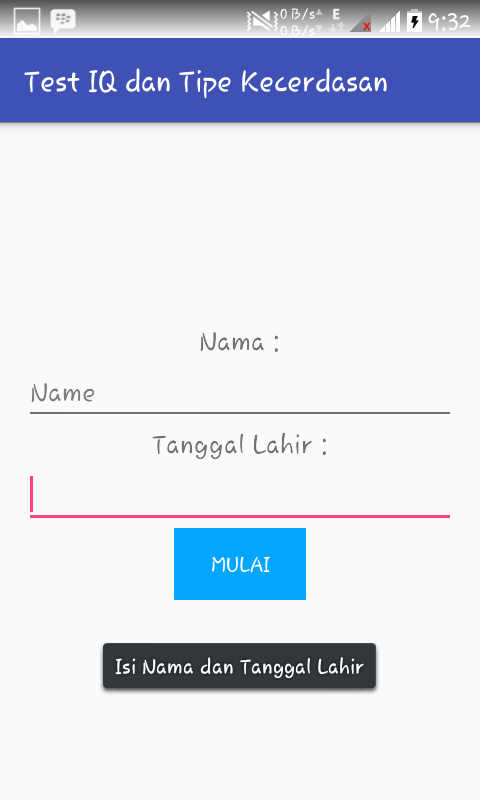 0 B/s E
0 B/s
9:32
Test IQ dan Tipe Kecerdasan
Nama :
Name
Tanggal Lahir :
MULAI
Isi Nama dan Tanggal Lahir